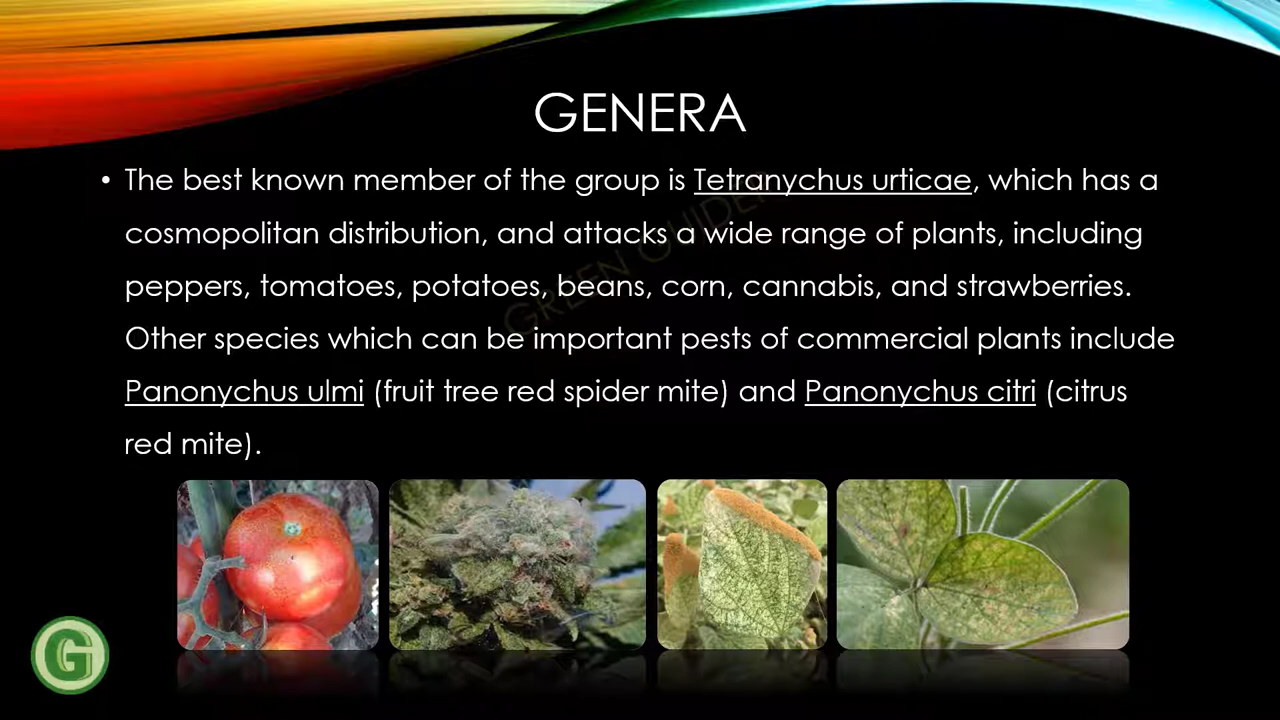 GENERA
• The best known member of the group is Tetranychus urticae, which has a
cosmopolitan distribution, and attacks a wide range of plants, including
peppers, tomatoes, potatoes, beans, corn, cannabis, and strawberries.
Other species which can be important pests of commercial plants include
Panonychus ulmi (fruit tree red spider mite) and Panonychus citri (citrus
red mite).
GREEN GUIDER
G